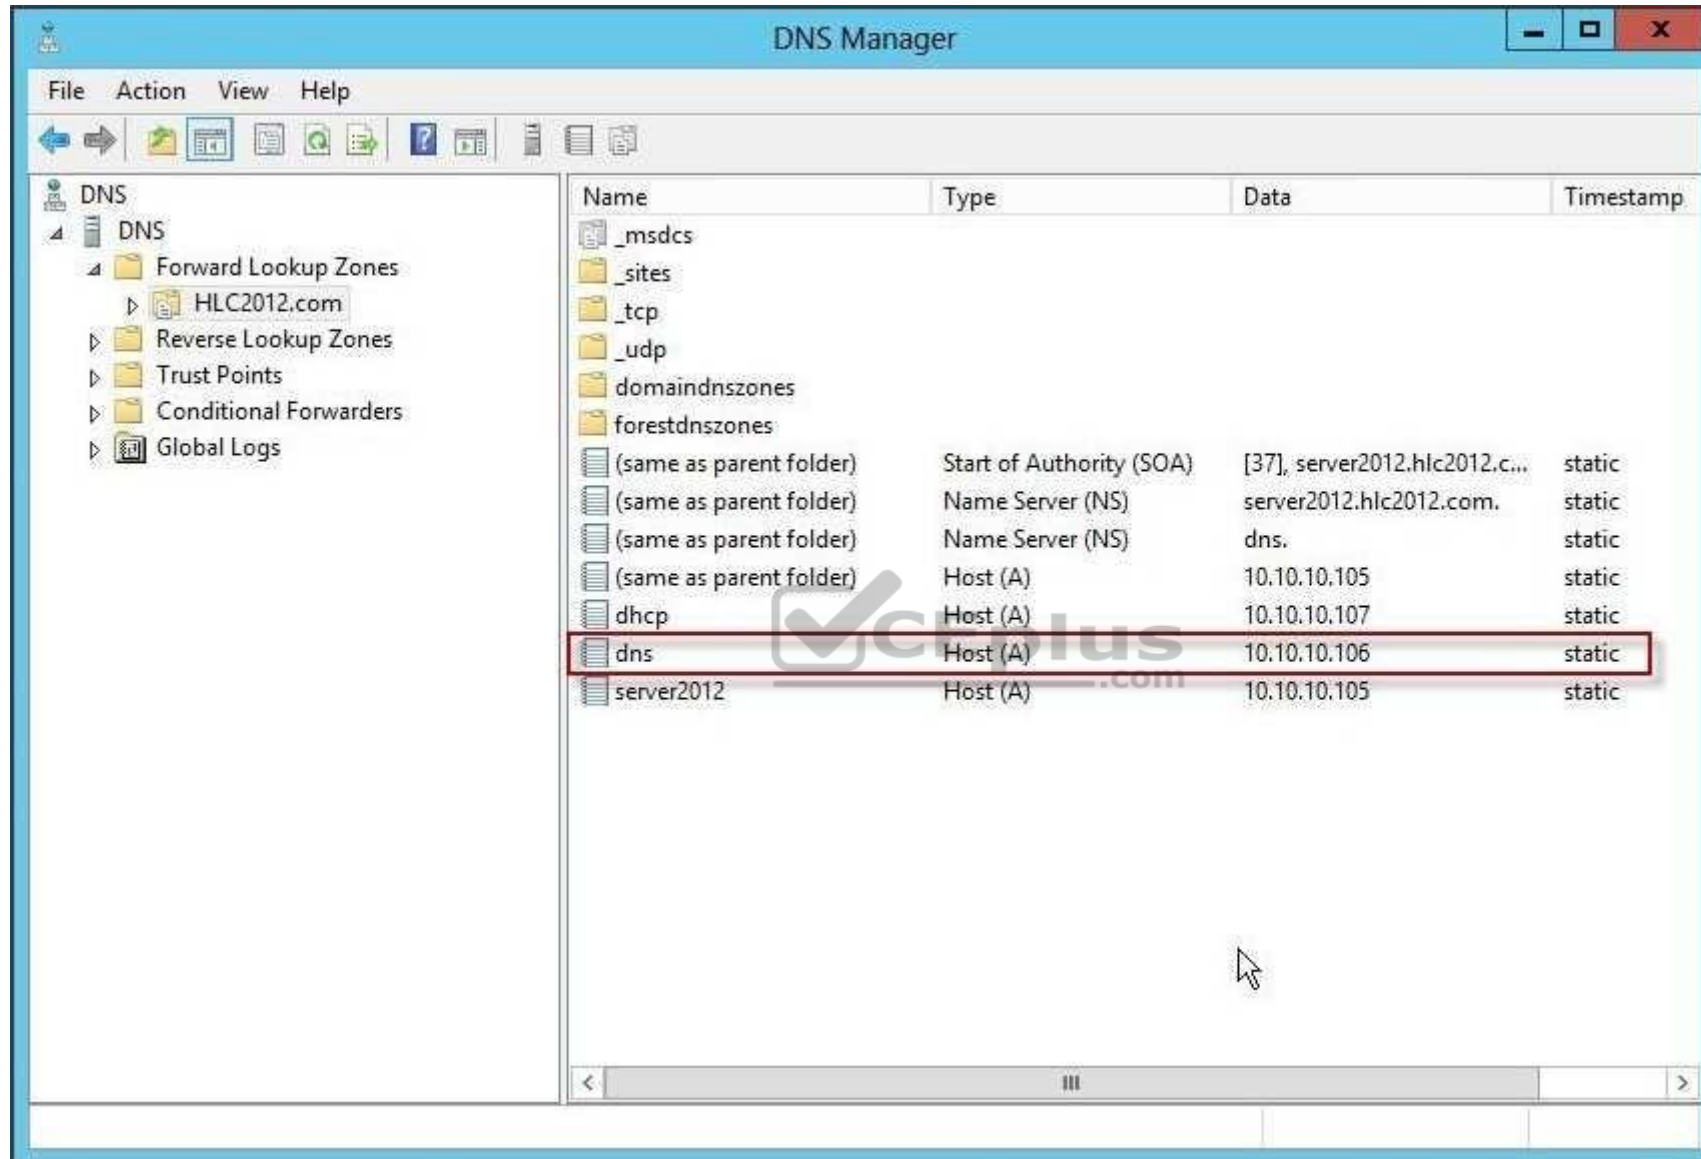 DNS Manager
File Action View Help
DNS
DNS
Forward Lookup Zones
HLC2012.com
Reverse Lookup Zones
Trust Points
Conditional Forwarders
Global Logs
Name Type Data Timestamp
_msdcs
_sites
_tcp
_udp
domaindnszones
forestdnszones
(same as parent folder) Start of Authority (SOA) [37], server2012.hlc2012.c... static
(same as parent folder) Name Server (NS) server2012.hlc2012.com. static
(same as parent folder) Name Server (NS) dns. static
(same as parent folder) Host (A) 10.10.10.105 static
dhcp Host (A) 10.10.10.107 static
dns Host (A) 10.10.10.106 static
server2012 Host (A) 10.10.10.105 static
CEplus
.com